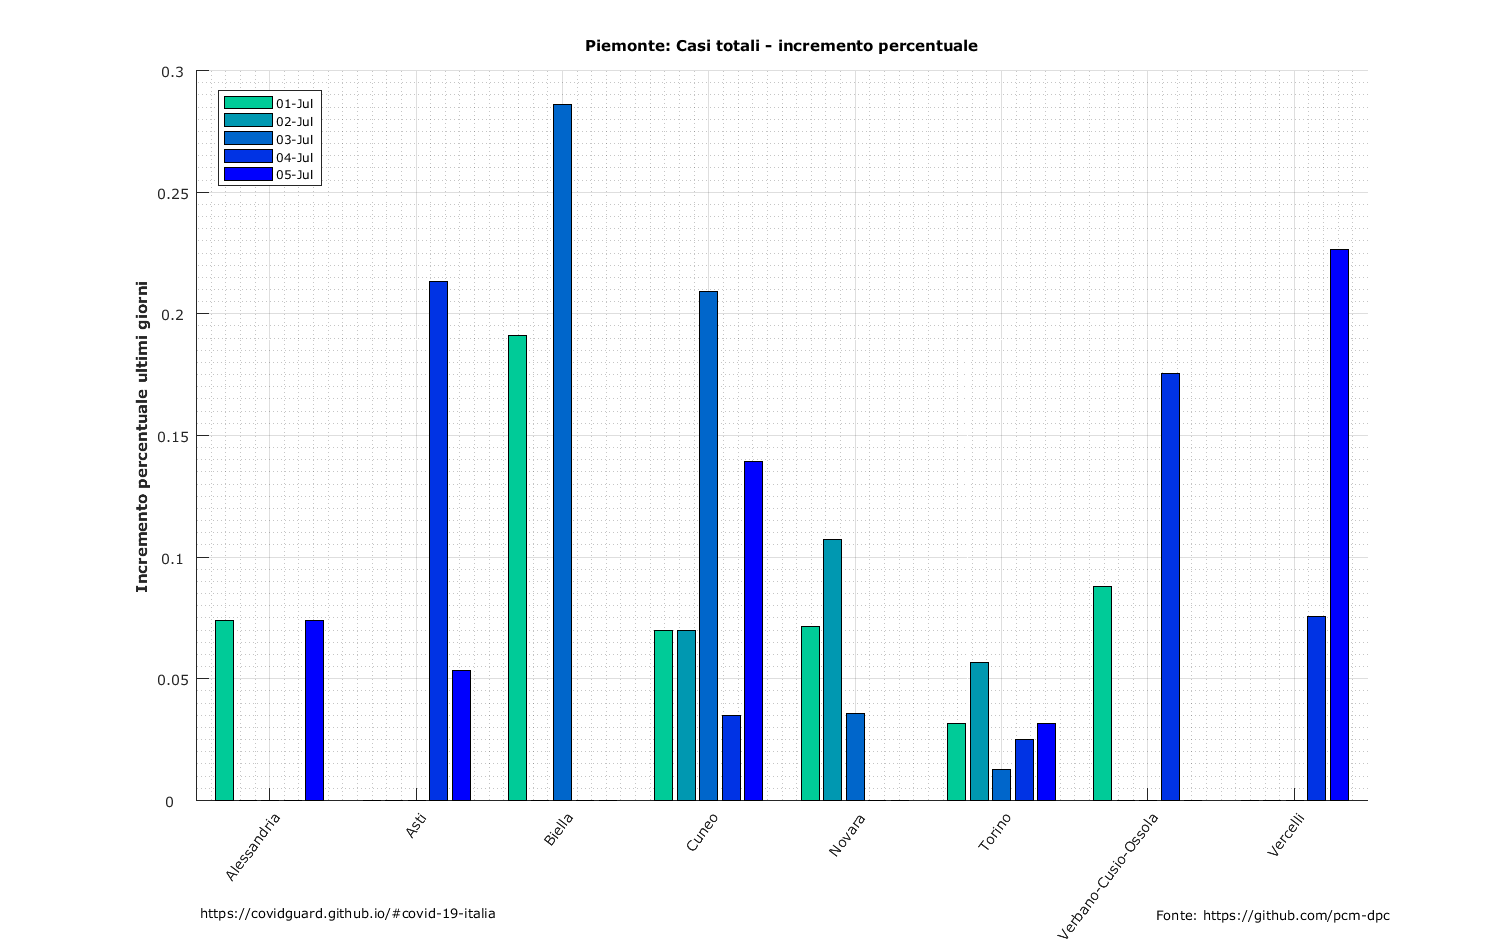 Piemonte: Casi totali - incremento percentuale
0.3
0.25
0.2
0.15
0.1
0.05
0
Incremento percentuale ultimi giorni
01-Jul
02-Jul
03-Jul
04-Jul
05-Jul
Alessandria
Asti
Biella
Cuneo
Novara
Torino
Verbano-Cusio-Ossola
Vercelli
https://covidguard.github.io/#covid-19-italia
Fonte: https://github.com/pcm-dpc